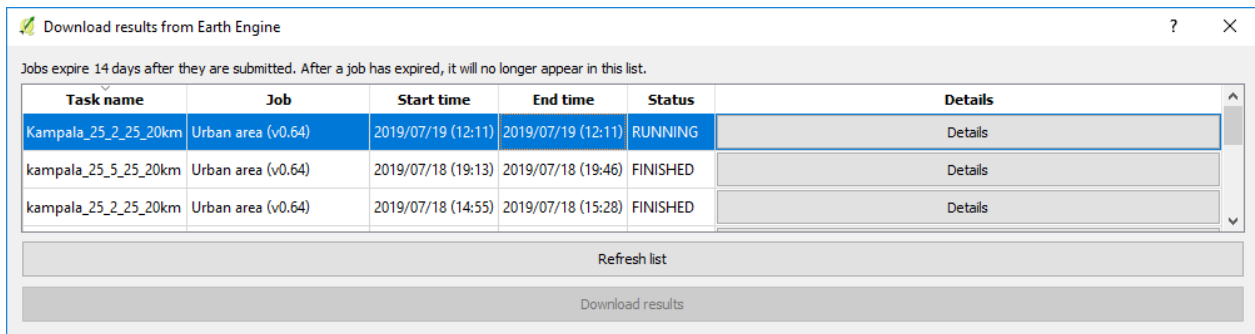 Download results from Earth Engine ? ×
Jobs expire 14 days after they are submitted. After a job has expired, it will no longer appear in this list.
Task name Job Start time End time Status Details
Kampala_25_2_25_20km Urban area (v0.64) 2019/07/19 (12:11) 2019/07/19 (12:11) RUNNING Details
kampala_25_5_25_20km Urban area (v0.64) 2019/07/18 (19:13) 2019/07/18 (19:46) FINISHED Details
kampala_25_2_25_20km Urban area (v0.64) 2019/07/18 (14:55) 2019/07/18 (15:28) FINISHED Details
Refresh list
Download results